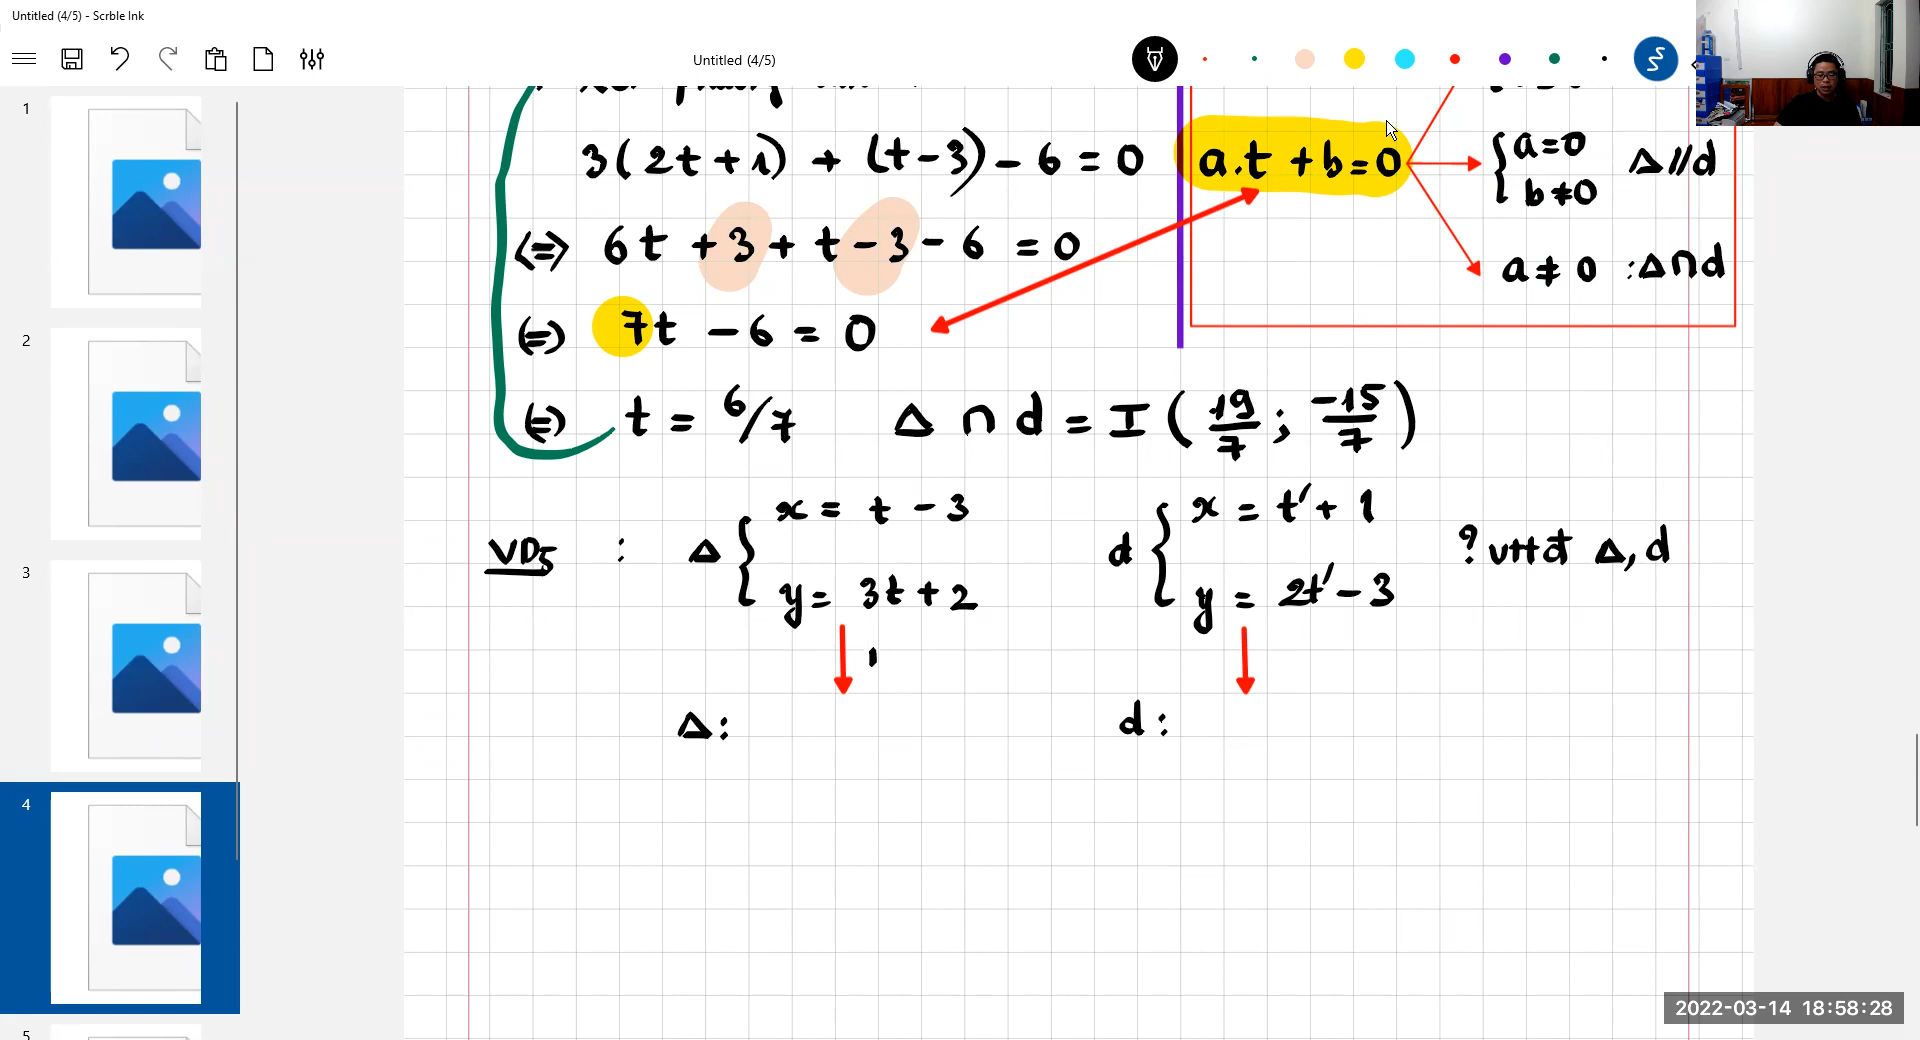 Untitled (4/5) - Scrble Ink
Untitled (4/5)
1
2
3
4
5
3(2t+1) + (t-3) - 6 = 0
a.t + b = 0
{ a=0
b≠0
Δ//d
<=> 6t +3 + t -3 - 6 = 0
a ≠ 0 : Δ∩d
<=> 7t - 6 = 0
<=> t = 6/7 Δ ∩ d = I (19/7; -15/7)
VD5 : Δ { x = t - 3
y = 3t + 2
d { x = t' + 1
y = 2t' - 3
? vttđ Δ, d
Δ:
d:
2022-03-14 18:58:28